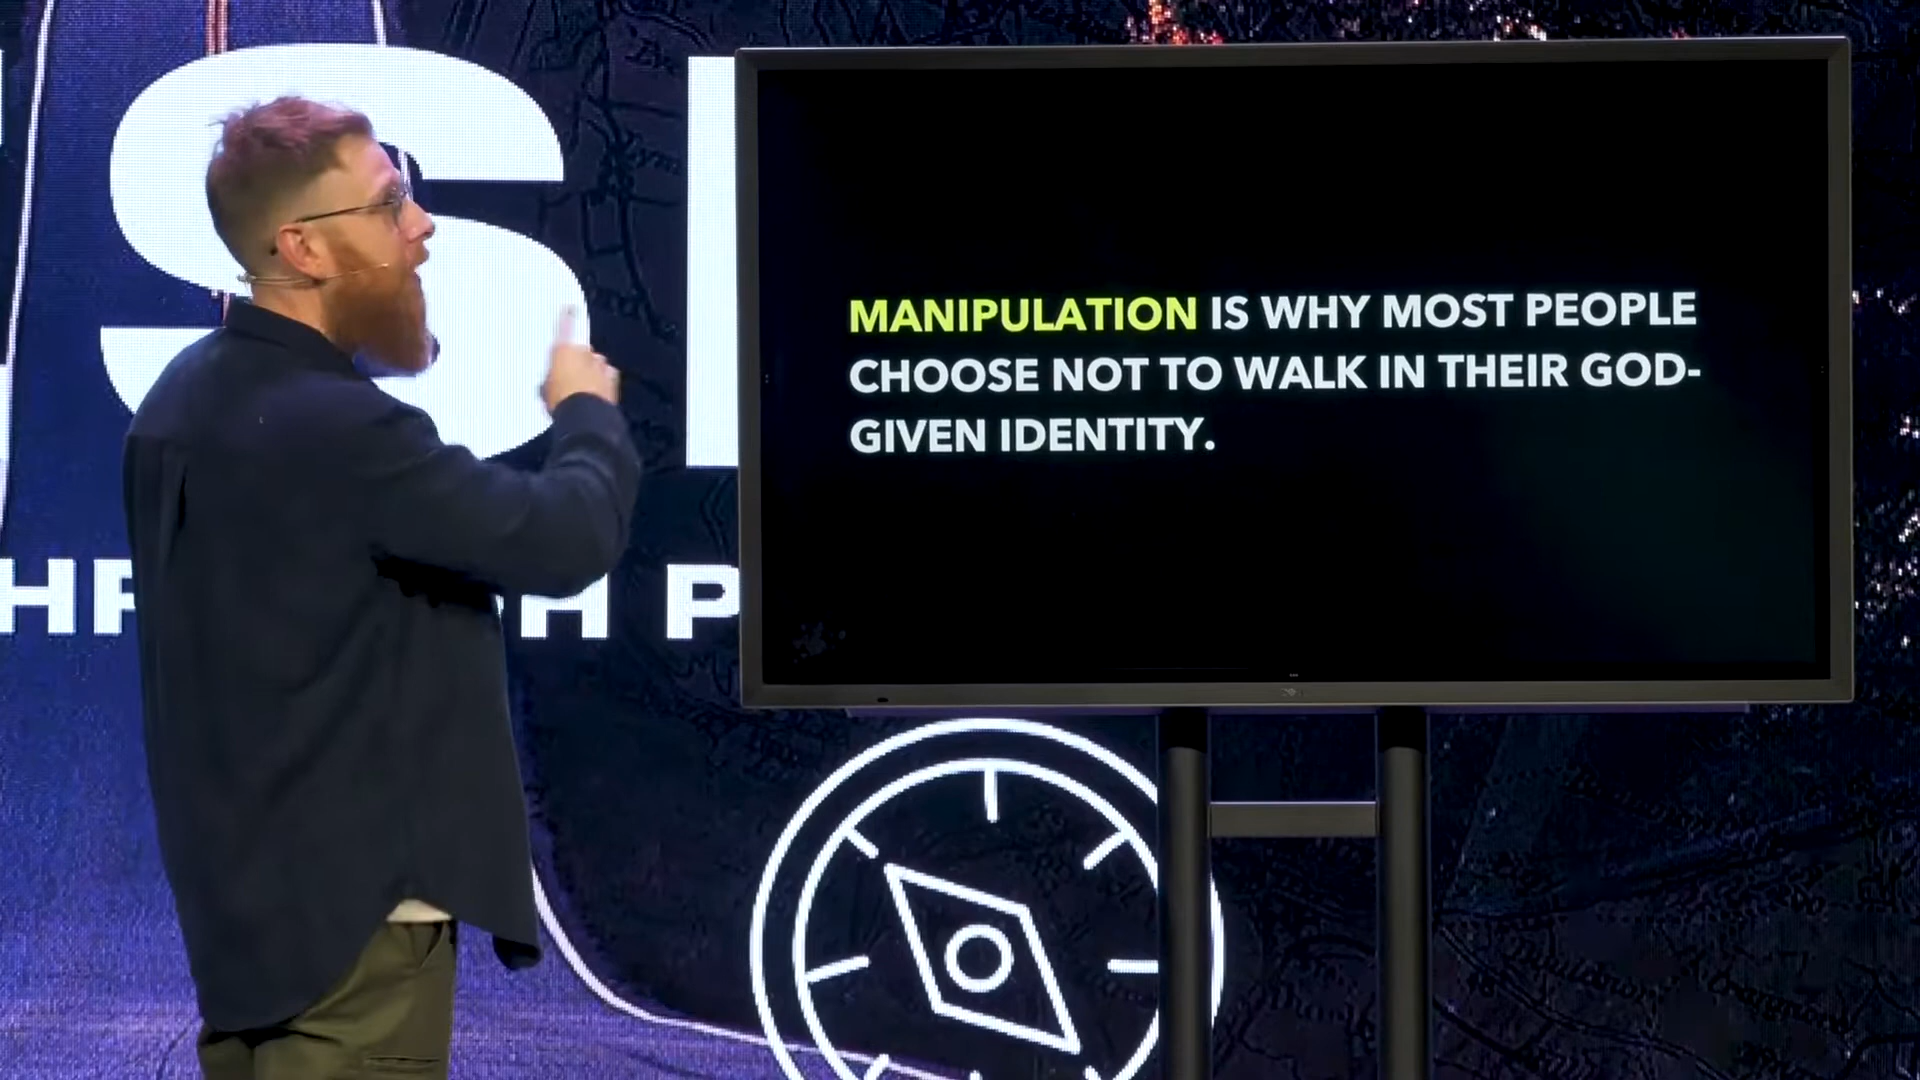 MANIPULATION IS WHY MOST PEOPLE
CHOOSE NOT TO WALK IN THEIR GOD-
GIVEN IDENTITY.